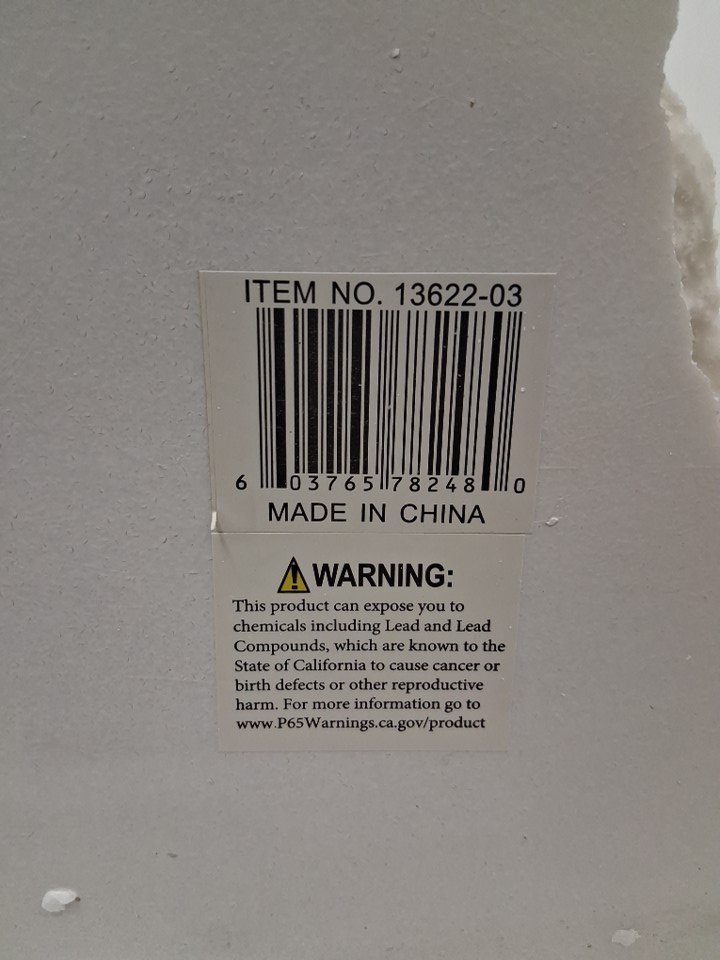 ITEM NO. 13622-03
6 03765 78248 0
MADE IN CHINA
WARNING:
This product can expose you to
chemicals including Lead and Lead
Compounds, which are known to the
State of California to cause cancer or
birth defects or other reproductive
harm. For more information go to
www.P65Warnings.ca.gov/product